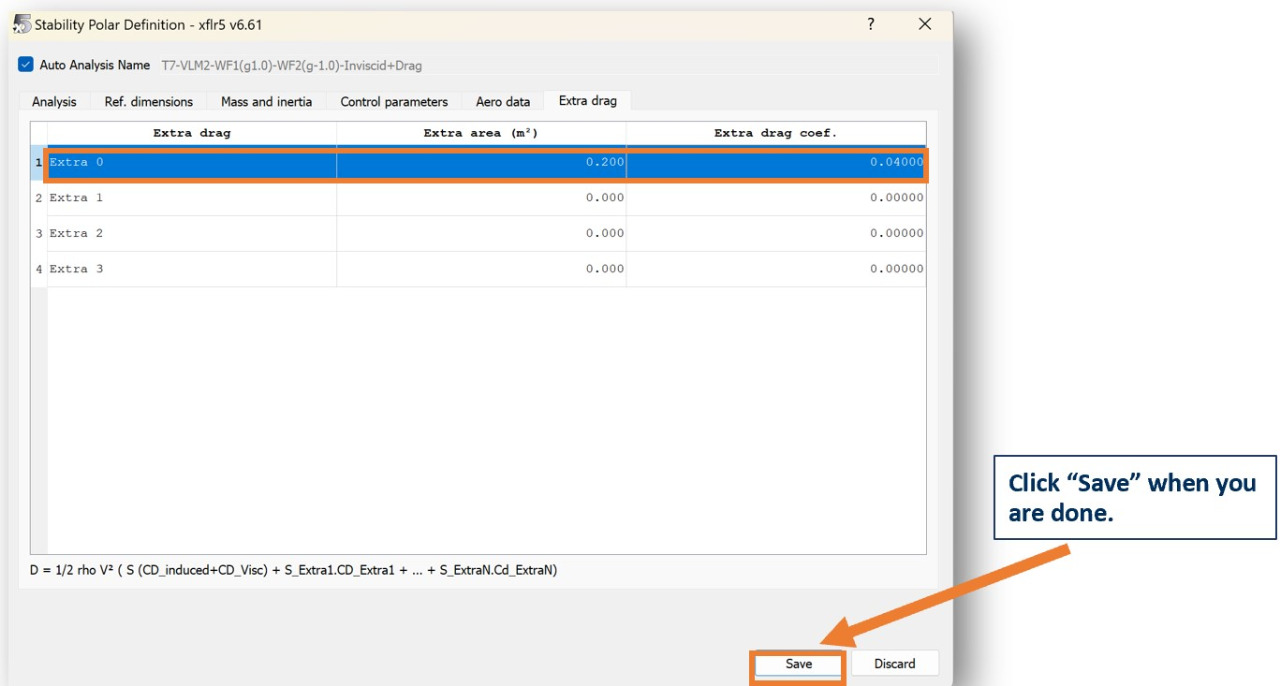 Stability Polar Definition - xflr5 v6.61 ? ×
Auto Analysis Name T7-VLM2-WF1(g1.0)-WF2(g-1.0)-Inviscid+Drag
Analysis Ref. dimensions Mass and inertia Control parameters Aero data Extra drag
Extra drag Extra area (m²) Extra drag coef.
1 Extra 0 0.200 0.04000
2 Extra 1 0.000 0.00000
3 Extra 2 0.000 0.00000
4 Extra 3 0.000 0.00000
Click “Save” when you
are done.
D = 1/2 rho V² ( S (CD_induced+CD_Visc) + S_Extra1.CD_Extra1 + ... + S_ExtraN.Cd_ExtraN)
Save Discard